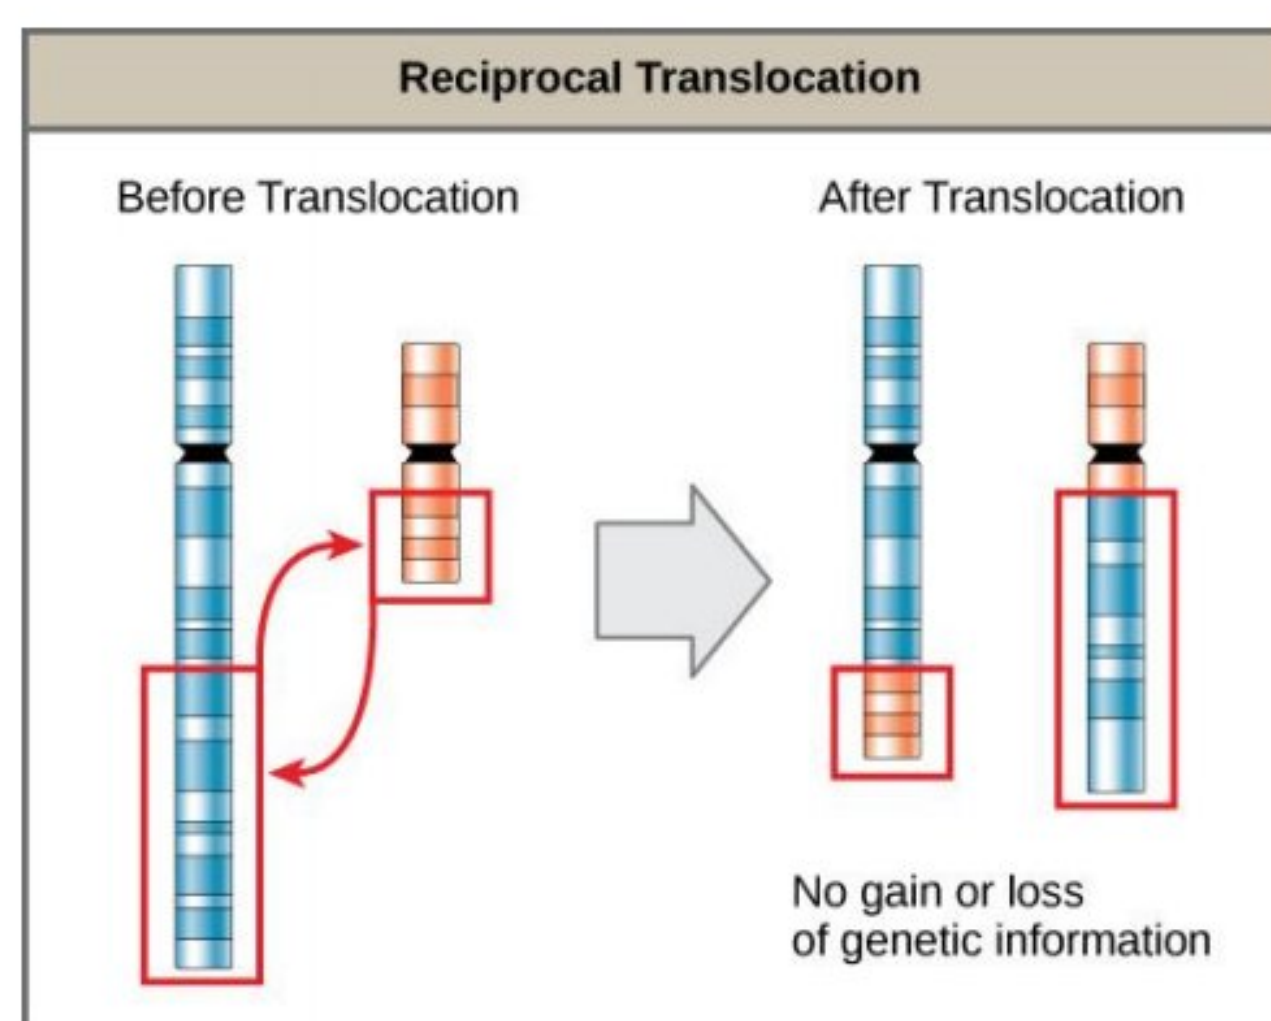 Reciprocal Translocation
Before Translocation
After Translocation
No gain or loss
of genetic information